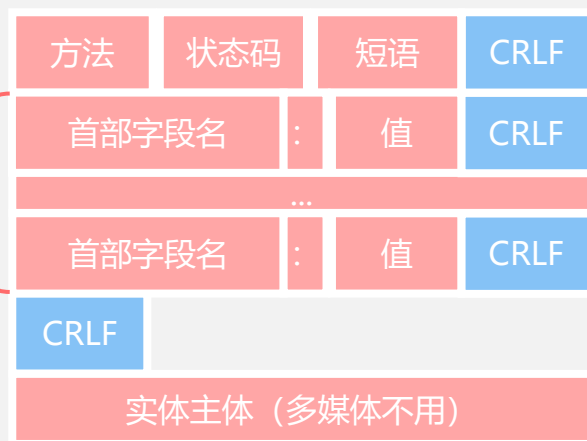 方法 状态码 短语 CRLF
首部字段名 : 值 CRLF
...
首部字段名 : 值 CRLF
CRLF
实体主体（多媒体不用）